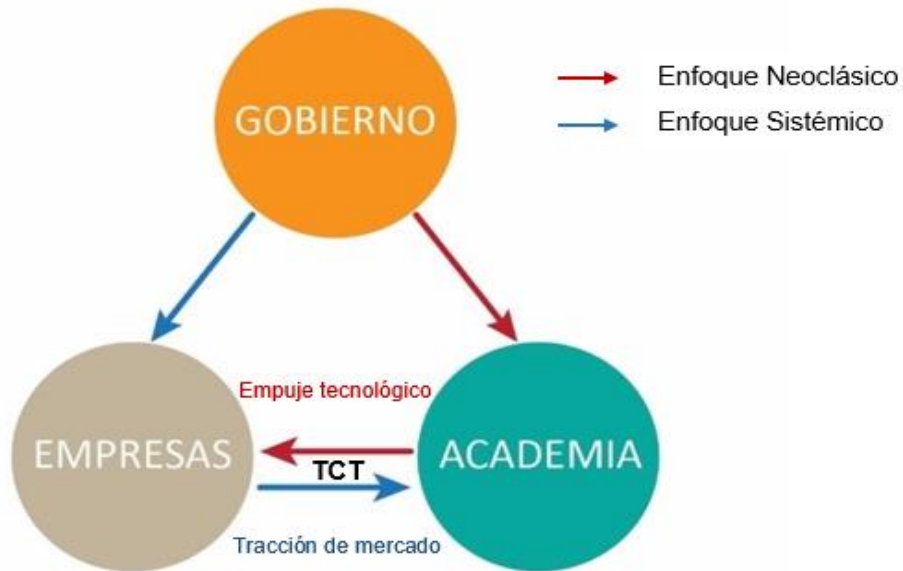 GOBIERNO
Enfoque Neoclásico
Enfoque Sistémico
Empuje tecnológico
EMPRESAS
TCT
ACADEMIA
Tracción de mercado